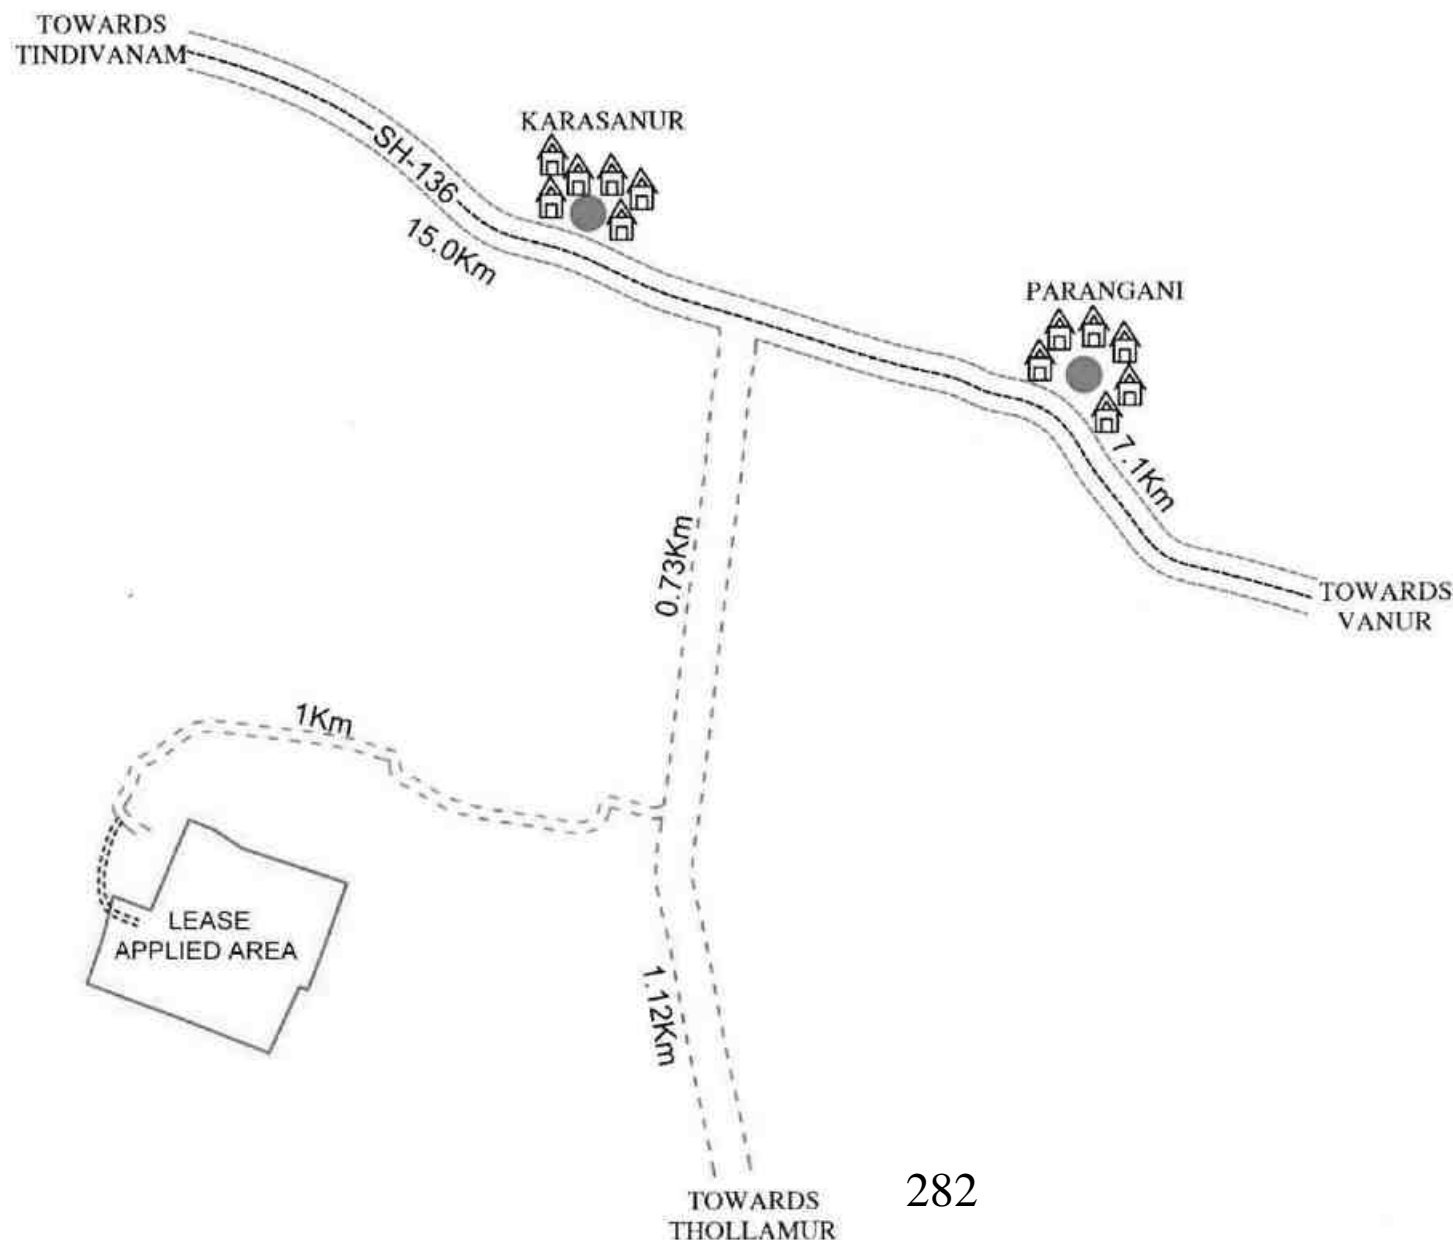 TOWARDS
TINDIVANAM
KARASANUR
SH-136
15.0Km
PARANGANI
7.1Km
TOWARDS
VANUR
0.73Km
1Km
LEASE
APPLIED AREA
1.12Km
282
TOWARDS
THOLLAMUR